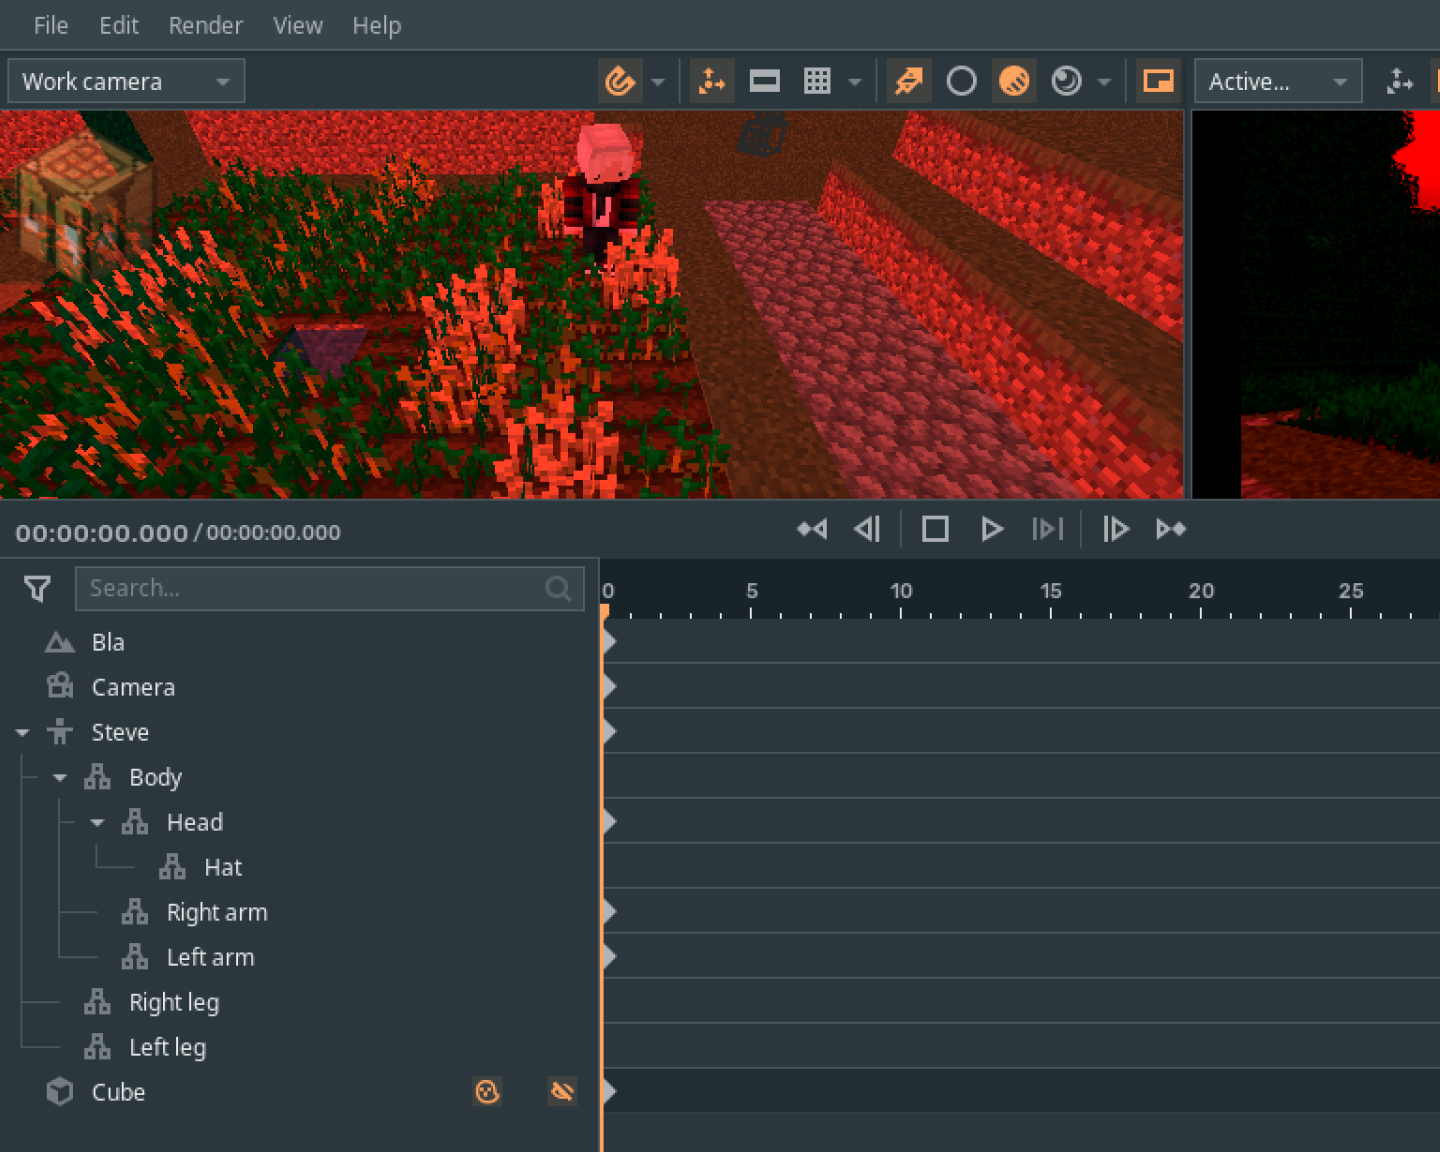 File Edit Render View Help
Work camera
Active...
00:00:00.000 / 00:00:00.000
Search...
0 5 10 15 20 25
Bla
Camera
Steve
Body
Head
Hat
Right arm
Left arm
Right leg
Left leg
Cube